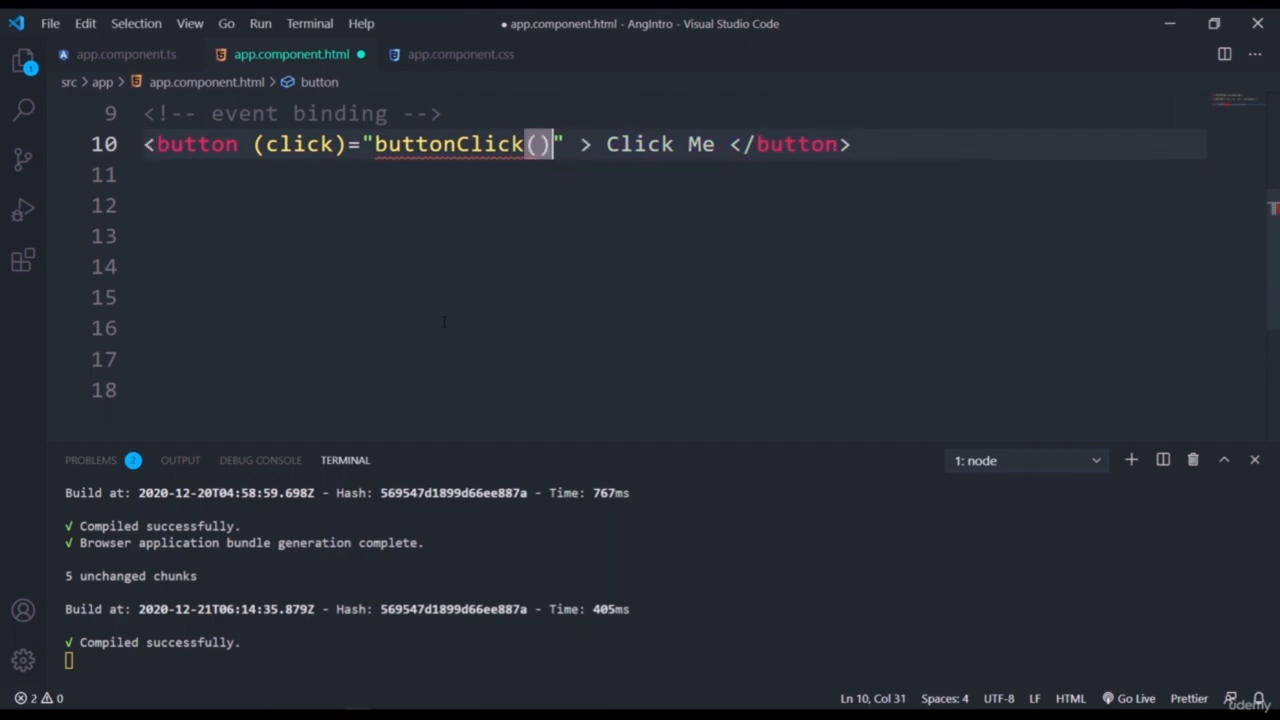 File Edit Selection View Go Run Terminal Help ● app.component.html - AngIntro - Visual Studio Code
app.component.ts app.component.html ● app.component.css
1
src > app > app.component.html > button
9 <!-- event binding -->
10 <button (click)="buttonClick()" > Click Me </button>
11
12
13
14
15
16
17
18
PROBLEMS 2 OUTPUT DEBUG CONSOLE TERMINAL 1: node
Build at: 2020-12-20T04:58:59.698Z - Hash: 569547d1899d66ee887a - Time: 767ms
√ Compiled successfully.
√ Browser application bundle generation complete.
5 unchanged chunks
Build at: 2020-12-21T06:14:35.879Z - Hash: 569547d1899d66ee887a - Time: 405ms
√ Compiled successfully.
2 0 Ln 10, Col 31 Spaces: 4 UTF-8 LF HTML Go Live Prettier
udemy